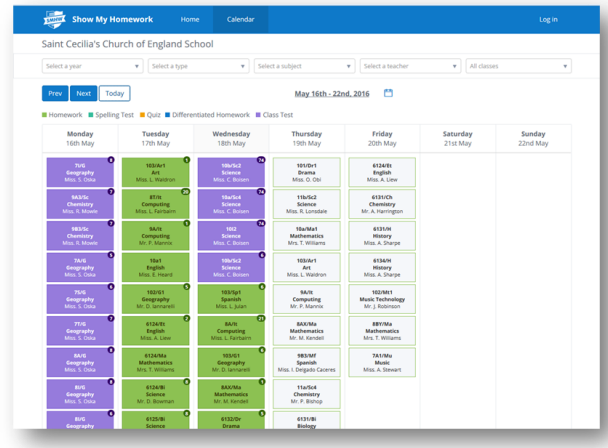 SMHW Show My Homework Home Calendar Log in
Saint Cecilia's Church of England School
Select a year Select a type Select a subject Select a teacher All classes
Prev Next Today May 16th - 22nd, 2016
Homework Spelling Test Quiz Differentiated Homework Class Test
Monday Tuesday Wednesday Thursday Friday Saturday Sunday
16th May 17th May 18th May 19th May 20th May 21st May 22nd May
7I/G 103/Ar1 10b/Sc2 101/Dr1 6124/Et
Geography Art Science Drama English
Miss. S. Oska Miss. L. Waldron Miss. C. Boisen Miss. O. Obi Miss. A. Liew
9A3/Sc 8T/It 10a/Sc4 11b/Sc2 6131/Ch
Chemistry Computing Science Science Chemistry
Miss. R. Mowle Miss. L. Fairbairn Miss. C. Boisen Miss. R. Lonsdale Mr. A. Harrington
9B3/Sc 9A/It 10I2 10a/Ma1 6131/H
Chemistry Computing Science Mathematics History
Miss. R. Mowle Mr. P. Mannix Miss. C. Boisen Mrs. T. Williams Miss. A. Sharpe
7A/G 10a1 10b/Sc2 103/Ar1 6134/H
Geography English Science Art History
Miss. S. Oska Miss. E. Heard Miss. C. Boisen Miss. L. Waldron Miss. A. Sharpe
7S/G 102/G1 103/Sp1 9A/It 102/Mt1
Geography Geography Spanish Computing Music Technology
Miss. S. Oska Mr. D. Iannarelli Miss. L. Julan Mr. P. Mannix Mr. J. Robinson
7T/G 6124/Et 8A/It 8AX/Ma 8BY/Ma
Geography English Computing Mathematics Mathematics
Miss. S. Oska Miss. A. Liew Miss. L. Fairbairn Mr. M. Kendell Mrs. T. Williams
8A/G 6124/Ma 103/G1 9B3/Mf 7A1/Mu
Geography Mathematics Geography Spanish Music
Miss. S. Oska Mrs. T. Williams Mr. D. Iannarelli Miss. I. Delgado Caceres Miss. A. Stewart
8I/G 6124/Bi 8AX/Ma 11a/Sc4
Geography Science Mathematics Chemistry
Miss. S. Oska Mr. D. Bowman Mr. M. Kendell Mr. P. Bishop
8I/G 6125/Bi 6132/Dr 6131/Bi
Geography Science Drama Biology